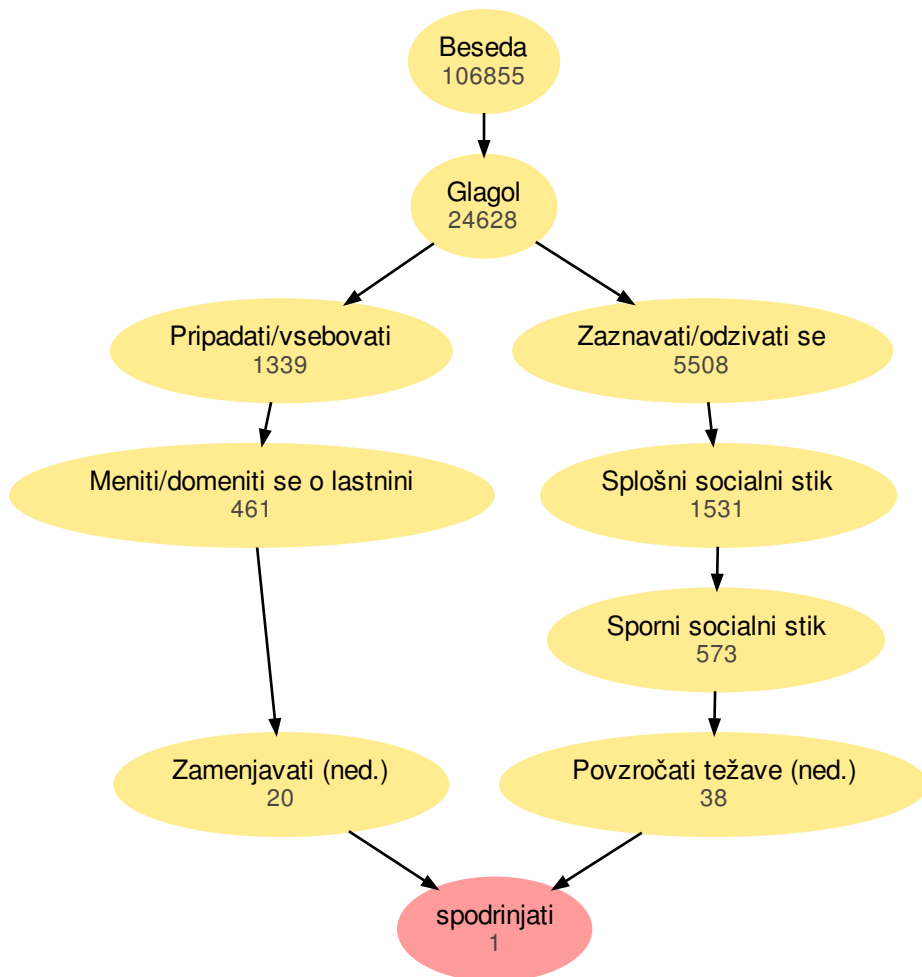 Beseda
106855
Glagol
24628
Pripadati/vsebovati
1339
Zaznavati/odzivati se
5508
Meniti/domeniti se o lastnini
461
Splošni socialni stik
1531
Sporni socialni stik
573
Zamenjavati (ned.)
20
Povzročati težave (ned.)
38
spodrinjati
1